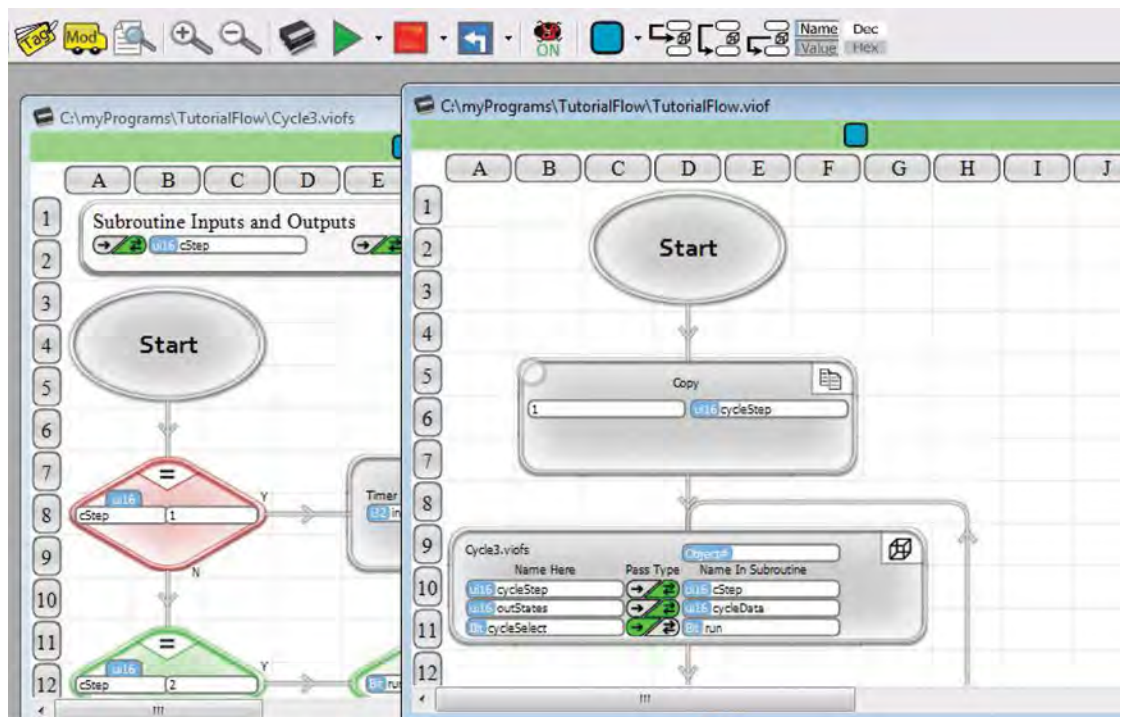 Tags Mod ON Name Dec
Value Hex
C:\myPrograms\TutorialFlow\Cycle3.viofs
A B C D E
1 Subroutine Inputs and Outputs
ui16 cStep
2
3
4 Start
5
6
7 =
ui16 Y Timer
8 cStep 1 i32 in
9
N
10
11 =
ui16 Y
12 cStep 2 Bit
C:\myPrograms\TutorialFlow\TutorialFlow.viof
A B C D E F G H I J
1
2 Start
3
4
5 Copy
6 1 ui16 cycleStep
7
8
9 Cycle3.viofs Object#
Name Here Pass Type Name In Subroutine
10 ui16 cycleStep ui16 cStep
ui16 outStates ui16 cycleData
11 Bit cycleSelect Bit run
12